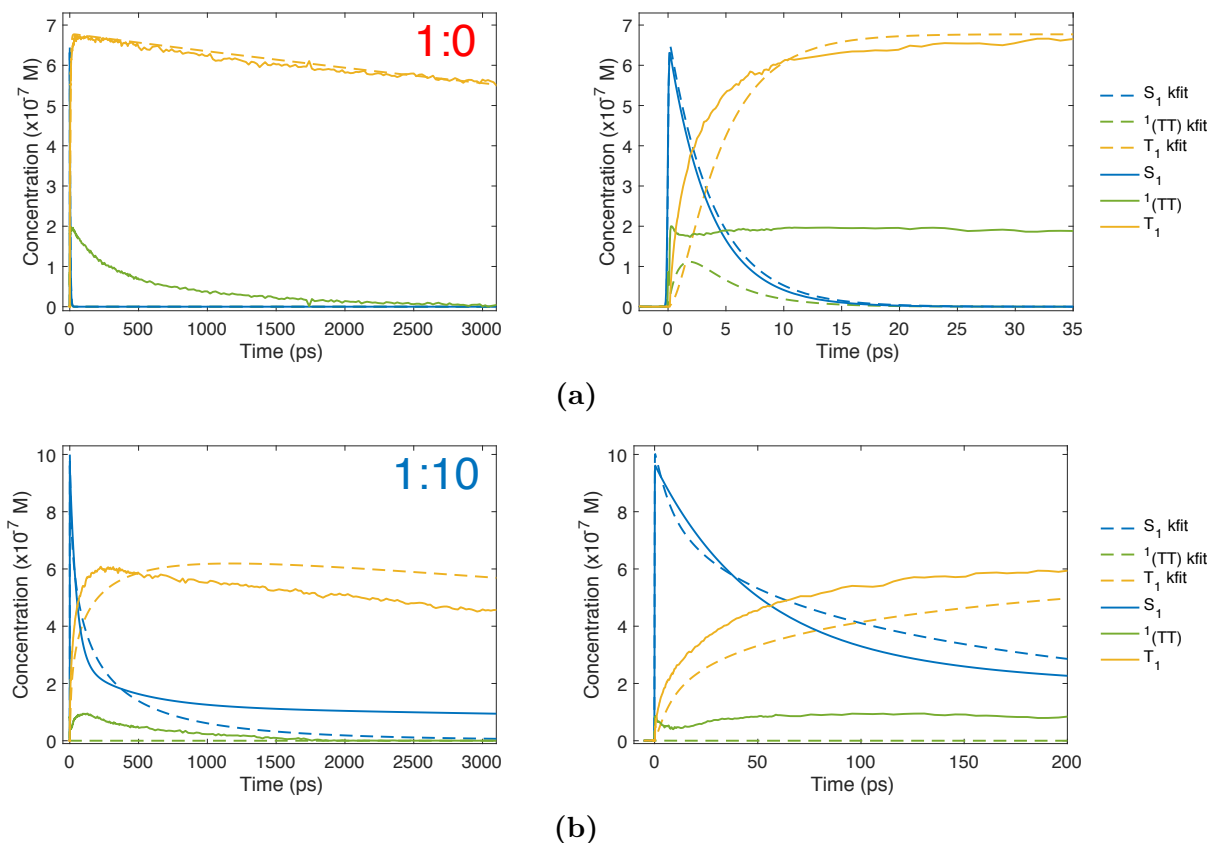 1:0
Concentration (x10⁻⁷ M)
7
6
5
4
3
2
1
0
0 500 1000 1500 2000 2500 3000
Time (ps)
Concentration (x10⁻⁷ M)
7
6
5
4
3
2
1
0
0 5 10 15 20 25 30 35
Time (ps)
S₁ kfit
¹(TT) kfit
T₁ kfit
S₁
¹(TT)
T₁
(a)
1:10
Concentration (x10⁻⁷ M)
10
8
6
4
2
0
0 500 1000 1500 2000 2500 3000
Time (ps)
Concentration (x10⁻⁷ M)
10
8
6
4
2
0
0 50 100 150 200
Time (ps)
S₁ kfit
¹(TT) kfit
T₁ kfit
S₁
¹(TT)
T₁
(b)